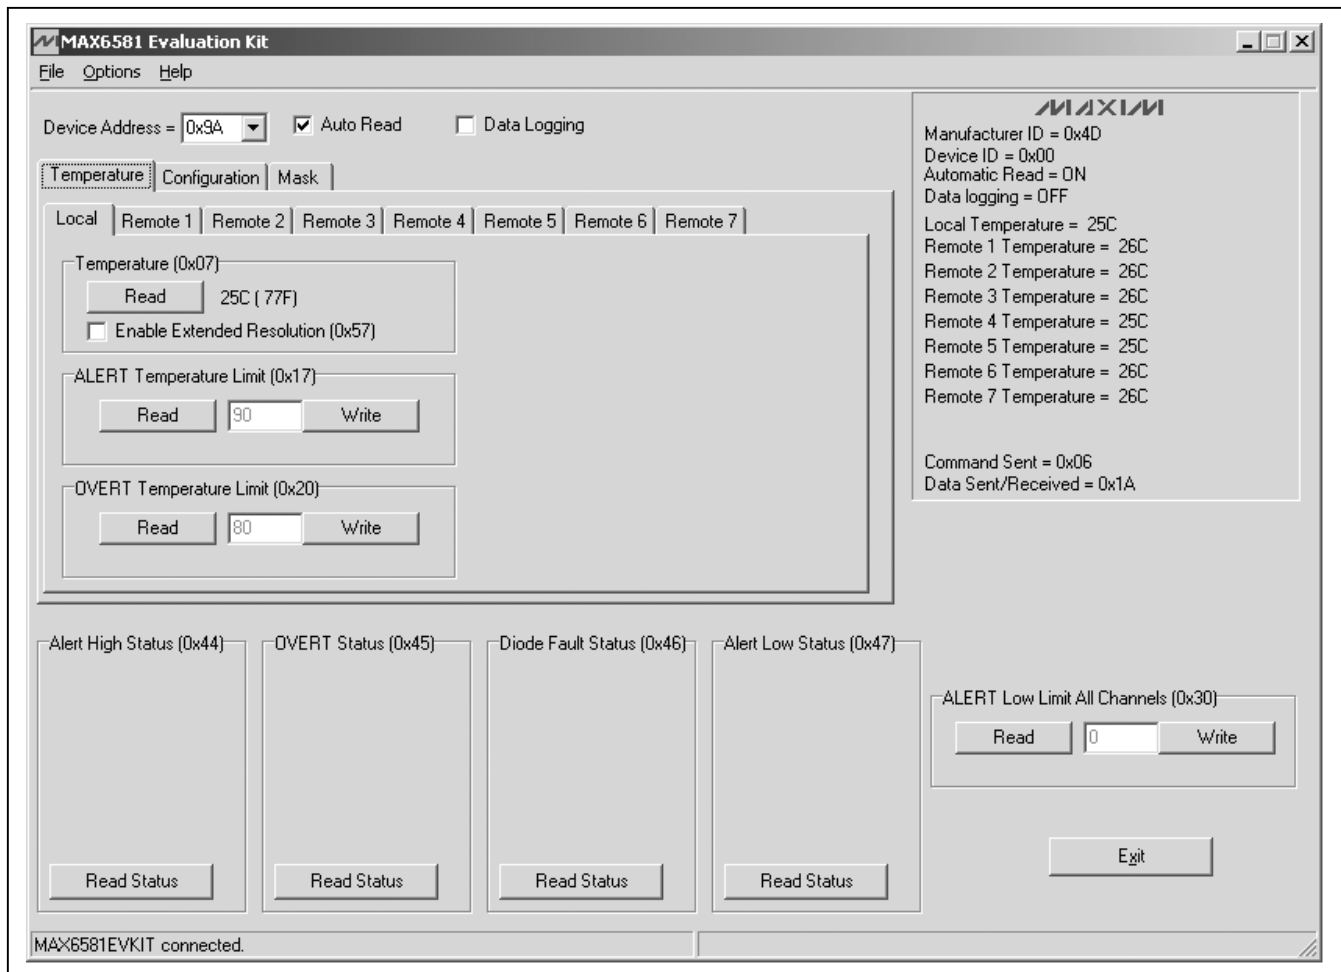 MAX6581 Evaluation Kit
File Options Help
Device Address = 0x9A Auto Read Data Logging
Temperature Configuration Mask
Local Remote 1 Remote 2 Remote 3 Remote 4 Remote 5 Remote 6 Remote 7
Temperature (0x07)
Read 25C ( 77F)
Enable Extended Resolution (0x57)
ALERT Temperature Limit (0x17)
Read 90 Write
OVERT Temperature Limit (0x20)
Read 80 Write
MAXIM
Manufacturer ID = 0x4D
Device ID = 0x00
Automatic Read = ON
Data logging = OFF
Local Temperature = 25C
Remote 1 Temperature = 26C
Remote 2 Temperature = 26C
Remote 3 Temperature = 26C
Remote 4 Temperature = 25C
Remote 5 Temperature = 25C
Remote 6 Temperature = 26C
Remote 7 Temperature = 26C
Command Sent = 0x06
Data Sent/Received = 0x1A
Alert High Status (0x44) OVERT Status (0x45) Diode Fault Status (0x46) Alert Low Status (0x47)
Read Status Read Status Read Status Read Status
ALERT Low Limit All Channels (0x30)
Read 0 Write
Exit
MAX6581EVKIT connected.